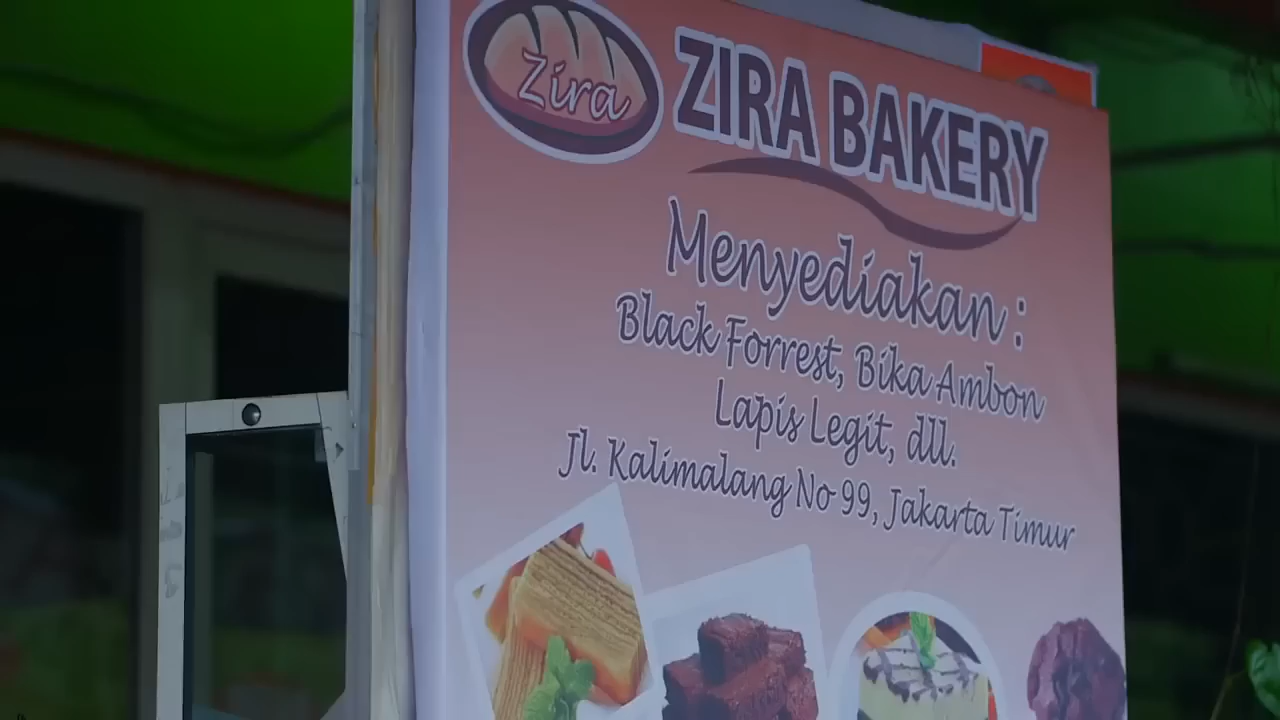 Zira
ZIRA BAKERY
Menyediakan :
Black Forrest, Bika Ambon
Lapis Legit, dll.
Jl. Kalimalang No 99, Jakarta Timur